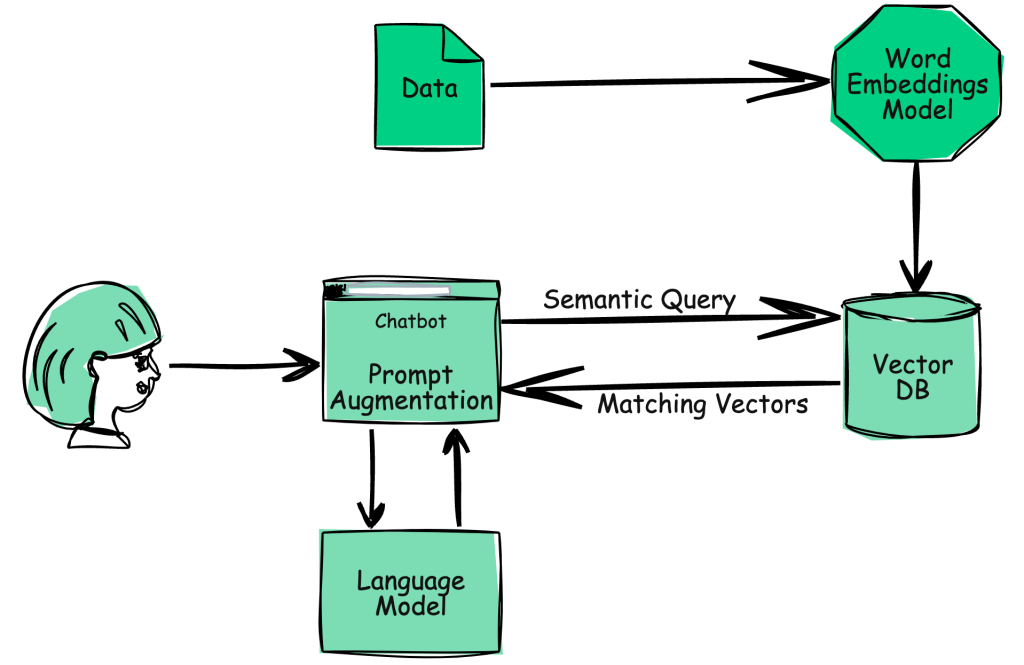 Data
Word
Embeddings
Model
Semantic Query
Chatbot
Prompt
Augmentation
Vector
DB
Matching Vectors
Language
Model